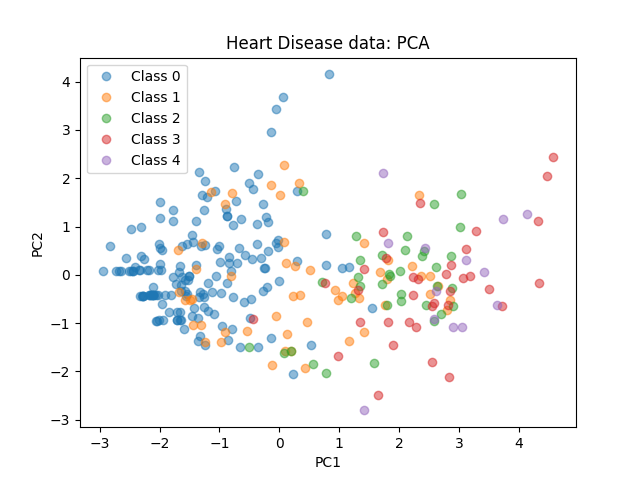 Heart Disease data: PCA
Class 0
Class 1
Class 2
Class 3
Class 4
4
3
2
1
0
−1
−2
−3
PC2
−3 −2 −1 0 1 2 3 4
PC1